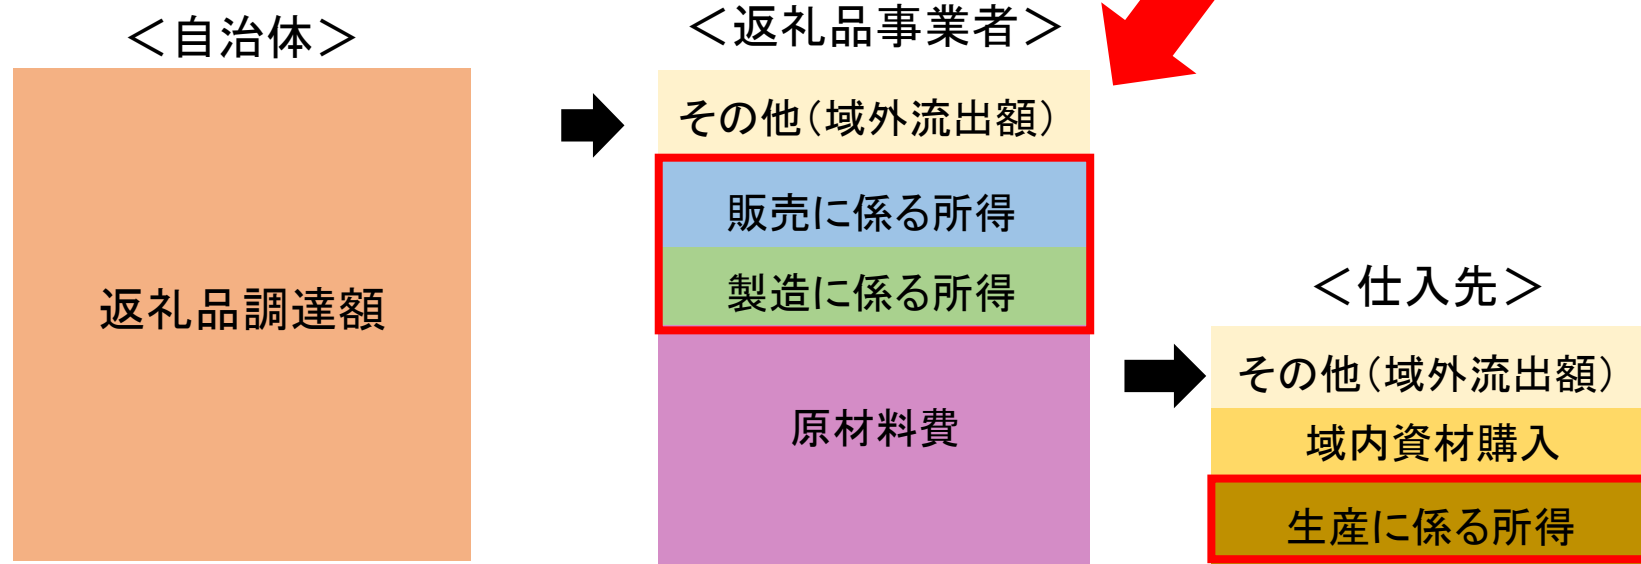 ＜自治体＞
返礼品調達額
＜返礼品事業者＞
その他（域外流出額）
販売に係る所得
製造に係る所得
原材料費
＜仕入先＞
その他（域外流出額）
域内資材購入
生産に係る所得